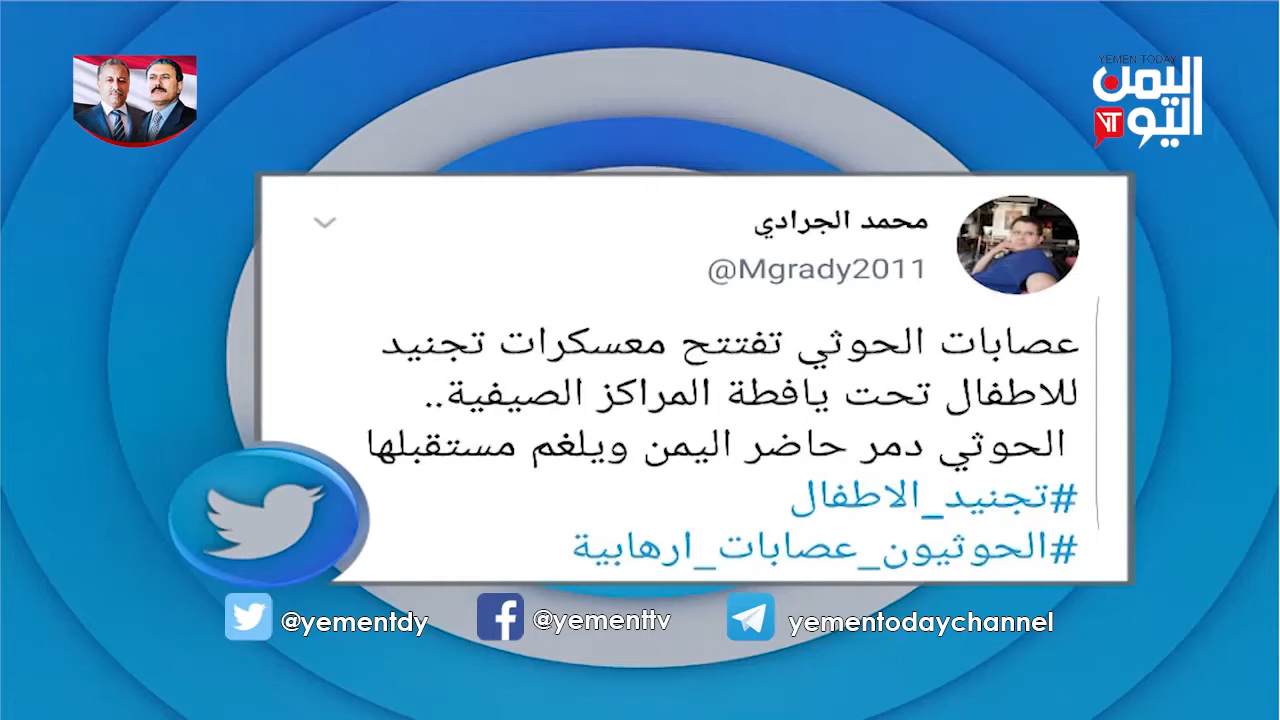 YEMEN TODAY
اليمن
اليوم
محمد الجرادي
@Mgrady2011
عصابات الحوثي تفتتح معسكرات تجنيد
للاطفال تحت يافطة المراكز الصيفية..
الحوثي دمر حاضر اليمن ويلغم مستقبلها
#تجنيد_الاطفال
#الحوثيون_عصابات_ارهابية
@yementdy
@yementtv
yementodaychannel